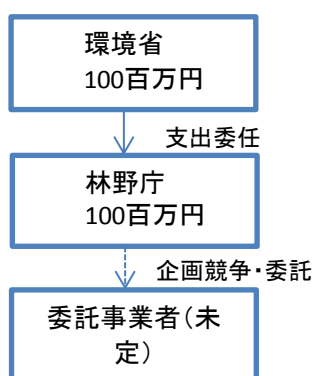 環境省
100百万円
支出委任
林野庁
100百万円
企画競争・委託
委託事業者(未
定)